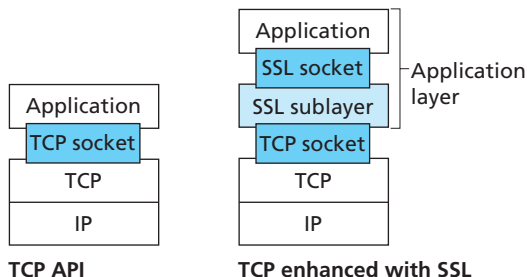 Application
TCP socket
TCP
IP
TCP API
Application
SSL socket
SSL sublayer
TCP socket
TCP
IP
Application
layer
TCP enhanced with SSL